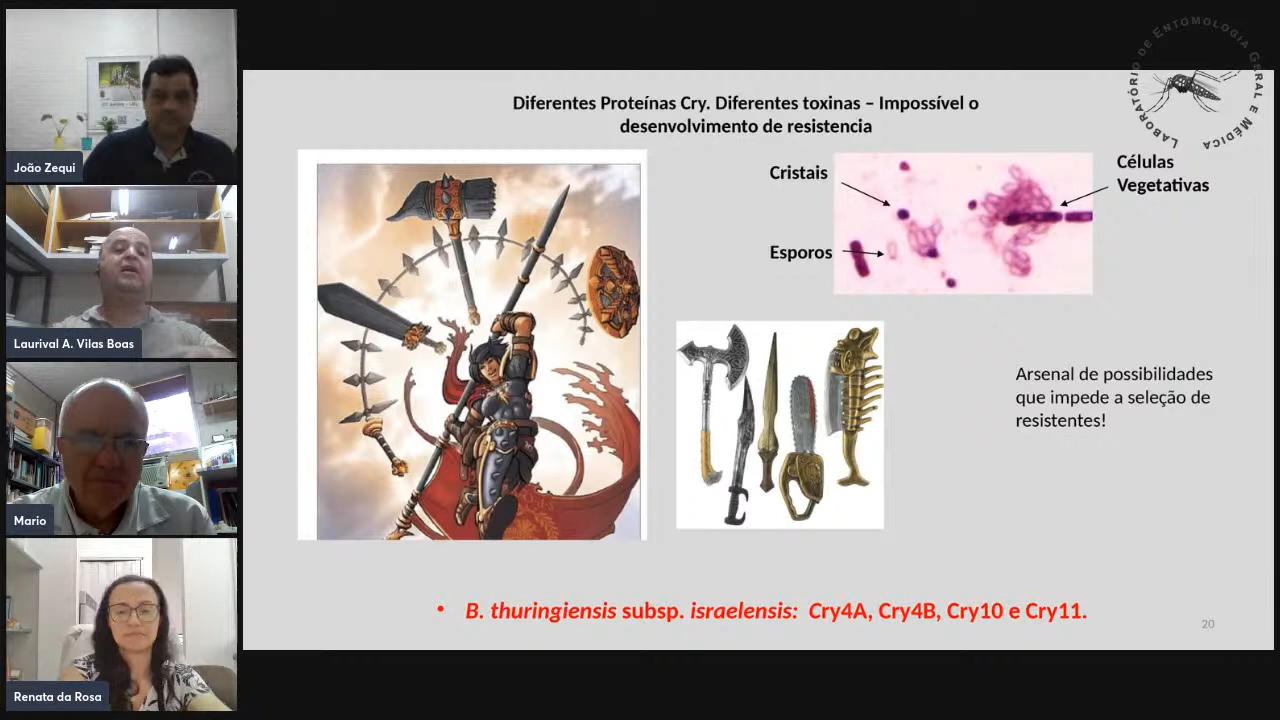 João Zequi
Laurival A. Vilas Boas
Mario
Renata da Rosa
Diferentes Proteínas Cry. Diferentes toxinas – Impossível o
desenvolvimento de resistencia
LABORATÓRIO DE ENTOMOLOGIA GERAL E MÉDICA
Cristais
Esporos
Células
Vegetativas
Arsenal de possibilidades
que impede a seleção de
resistentes!
• B. thuringiensis subsp. israelensis: Cry4A, Cry4B, Cry10 e Cry11.
20